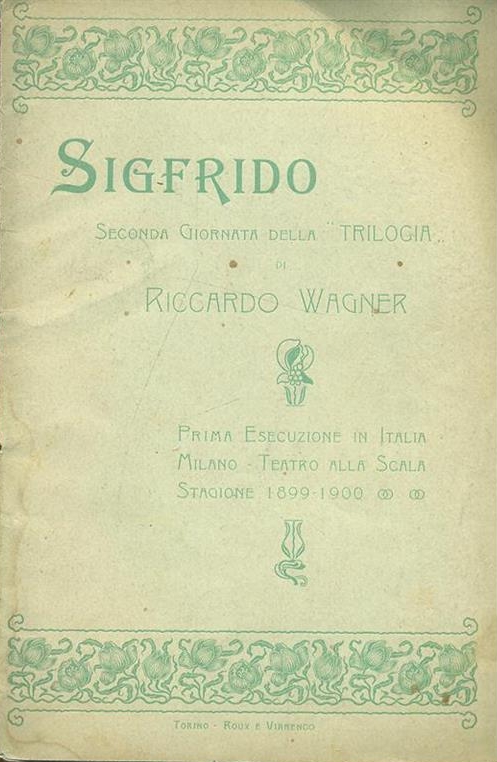 SIGFRIDO
SECONDA GIORNATA DELLA "TRILOGIA„
DI
RICCARDO WAGNER
PRIMA ESECUZIONE IN ITALIA
MILANO - TEATRO ALLA SCALA
STAGIONE 1899-1900
TORINO - ROUX E VIARENGO